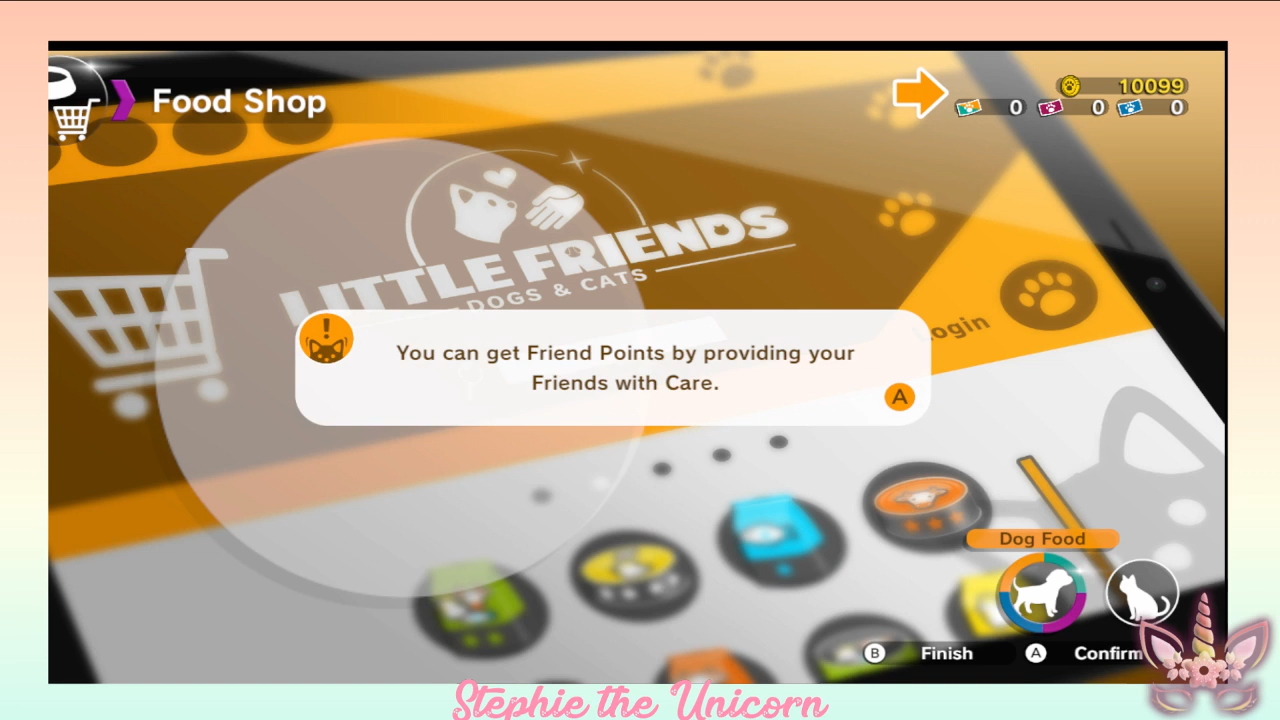 Food Shop
10099
0 0 0
LITTLE FRIENDS
DOGS & CATS
Login
You can get Friend Points by providing your
Friends with Care.
A
Dog Food
B Finish A Confirm
Stephie the Unicorn